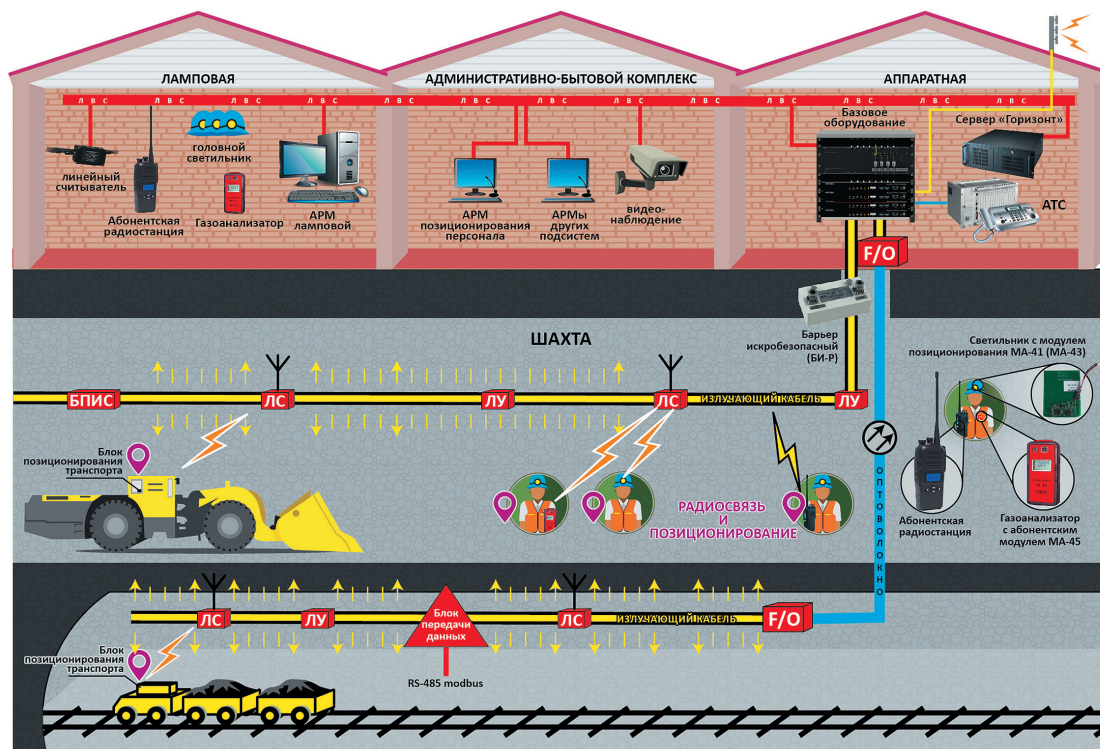 ЛАМПОВАЯ
АДМИНИСТРАТИВНО-БЫТОВОЙ КОМПЛЕКС
АППАРАТНАЯ
Л В С Л В С Л В С Л В С Л В С Л В С Л В С Л В С Л В С Л В С Л В С
линейный
считыватель
Абонентская
радиостанция
головной
светильник
Газоанализатор
АРМ
ламповой
АРМ
позиционирования
персонала
АРМы
других
подсистем
видео-
наблюдение
Базовое
оборудование
Сервер «Горизонт»
АТС
F/O
ШАХТА
Барьер
искробезопасный
(БИ-Р)
Светильник с модулем
позиционирования МА-41 (МА-43)
БПИС
ЛС
ЛУ
ЛС
ИЗЛУЧАЮЩИЙ КАБЕЛЬ
ЛУ
Блок
позиционирования
транспорта
РАДИОСВЯЗЬ
И
ПОЗИЦИОНИРОВАНИЕ
ОПТОВОЛОКНО
Абонентская
радиостанция
Газоанализатор
с абонентским
модулем МА-45
ЛС
ЛУ
Блок
передачи
данных
ЛС
ИЗЛУЧАЮЩИЙ КАБЕЛЬ
F/O
Блок
позиционирования
транспорта
RS-485 modbus